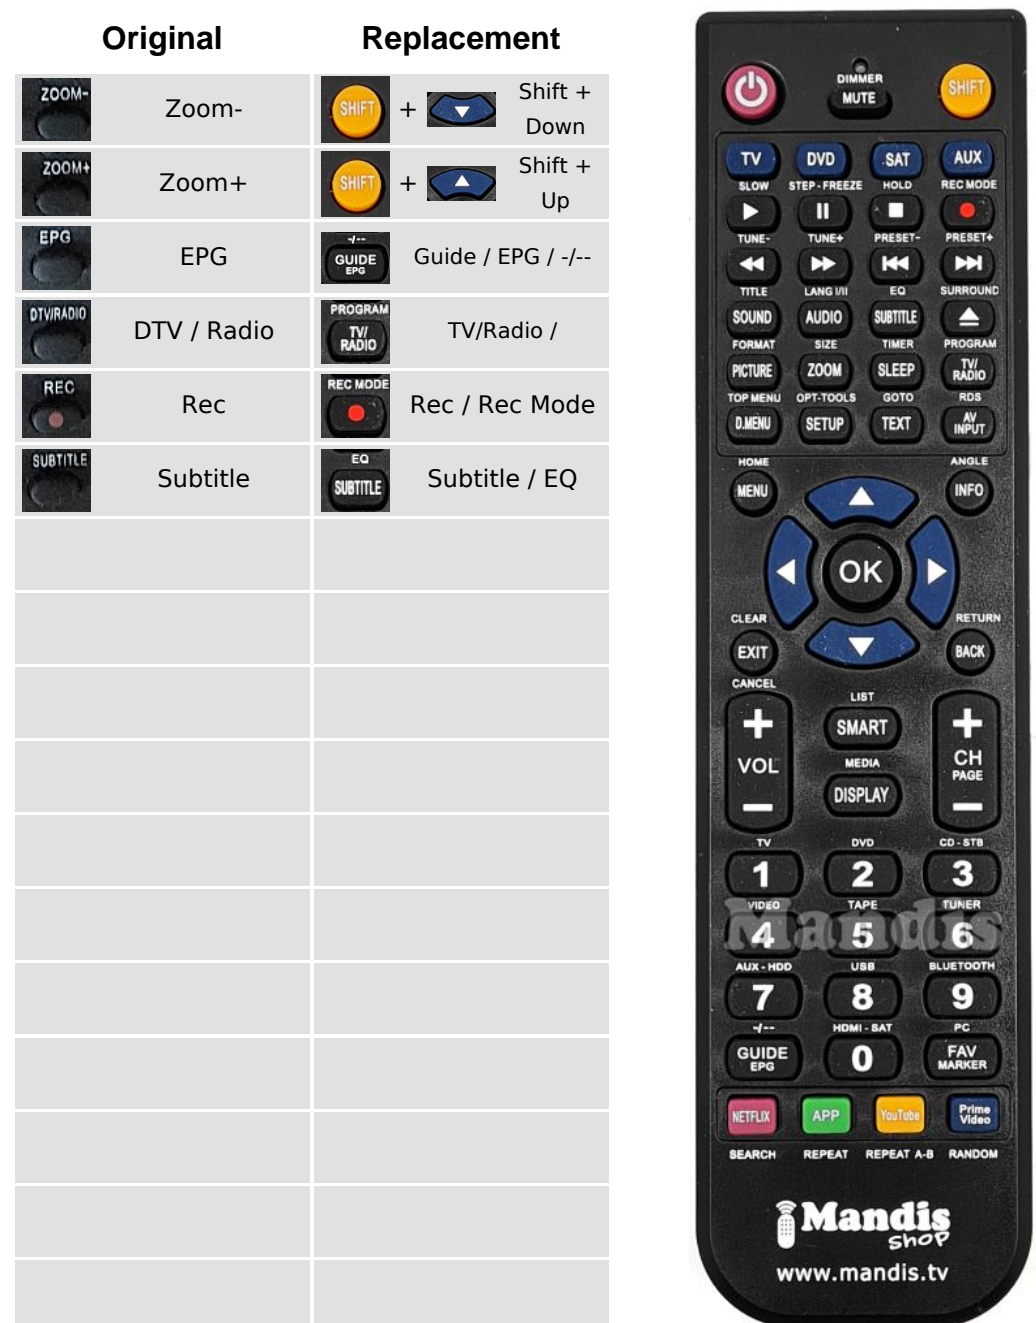 Original Replacement
ZOOM- Zoom- SHIFT + Shift + Down
ZOOM+ Zoom+ SHIFT + Shift + Up
EPG EPG -/-- GUIDE EPG Guide / EPG / -/--
DTV/RADIO DTV / Radio PROGRAM TV/ RADIO TV/Radio /
REC Rec REC MODE Rec / Rec Mode
SUBTITLE Subtitle EQ SUBTITLE Subtitle / EQ
DIMMER
MUTE SHIFT
TV DVD SAT AUX
SLOW STEP-FREEZE HOLD REC MODE
TUNE- TUNE+ PRESET- PRESET+
TITLE LANG I/II EQ SURROUND
SOUND AUDIO SUBTITLE
FORMAT SIZE TIMER PROGRAM
PICTURE ZOOM SLEEP TV/ RADIO
TOP MENU OPT-TOOLS GOTO RDS
D.MENU SETUP TEXT AV INPUT
HOME ANGLE
MENU INFO
OK
CLEAR RETURN
EXIT BACK
CANCEL LIST
+ SMART +
VOL MEDIA CH PAGE
- DISPLAY -
TV DVD CD-STB
1 2 3
VIDEO TAPE TUNER
Mandis
4 5 6
AUX-HDD USB BLUETOOTH
7 8 9
-/-- HDMI-SAT PC
GUIDE EPG 0 FAV MARKER
NETFLIX APP YouTube Prime Video
SEARCH REPEAT REPEAT A-B RANDOM
Mandis
shop
www.mandis.tv